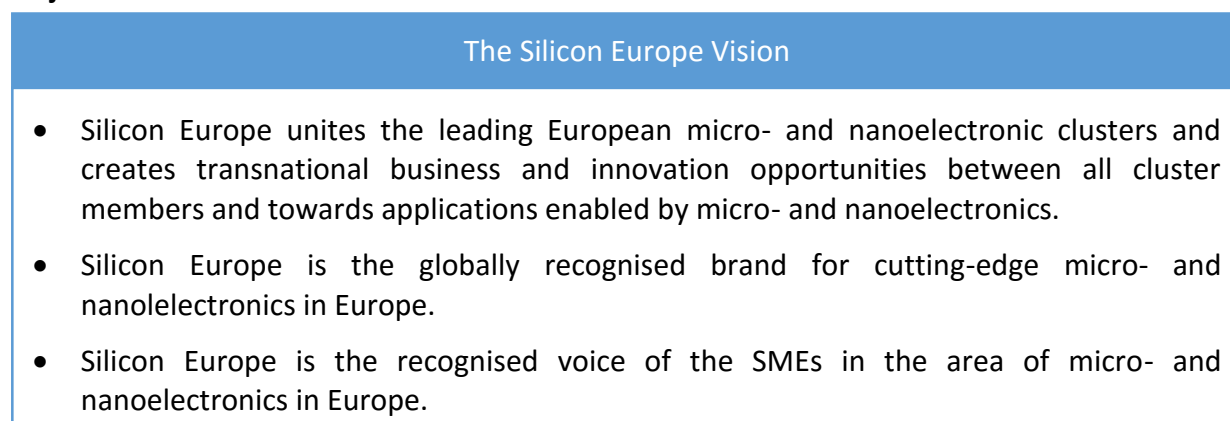 The Silicon Europe Vision
• Silicon Europe unites the leading European micro- and nanoelectronic clusters and
creates transnational business and innovation opportunities between all cluster
members and towards applications enabled by micro- and nanoelectronics.
• Silicon Europe is the globally recognised brand for cutting-edge micro- and
nanolelectronics in Europe.
• Silicon Europe is the recognised voice of the SMEs in the area of micro- and
nanoelectronics in Europe.